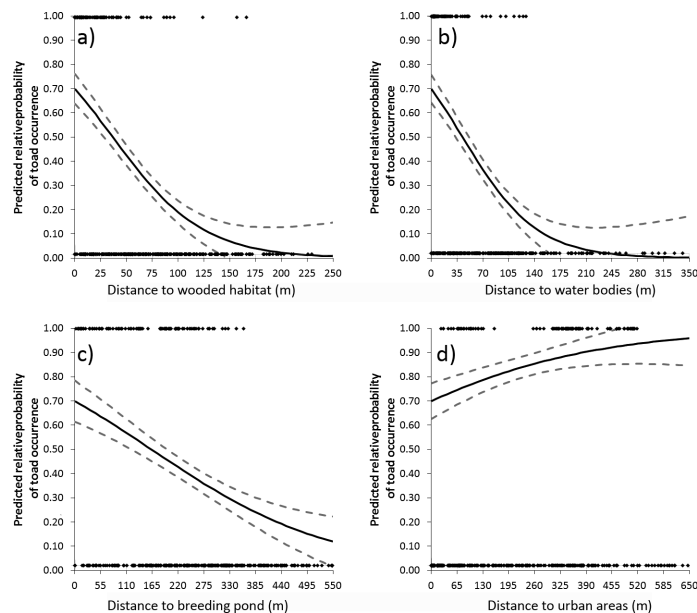 a)
1.00
0.90
0.80
0.70
0.60
0.50
0.40
0.30
0.20
0.10
0.00
Predicted relativeprobability
of toad occurrence
0 25 50 75 100 125 150 175 200 225 250
Distance to wooded habitat (m)
b)
1.00
0.90
0.80
0.70
0.60
0.50
0.40
0.30
0.20
0.10
0.00
Predicted relativeprobability
of toad occurrence
0 35 70 105 140 175 210 245 280 315 350
Distance to water bodies (m)
c)
1.00
0.90
0.80
0.70
0.60
0.50
0.40
0.30
0.20
0.10
0.00
Predicted relativeprobability
of toad occurrence
0 55 110 165 220 275 330 385 440 495 550
Distance to breeding pond (m)
d)
1.00
0.90
0.80
0.70
0.60
0.50
0.40
0.30
0.20
0.10
0.00
Predicted relativeprobability
of toad occurrence
0 65 130 195 260 325 390 455 520 585 650
Distance to urban areas (m)